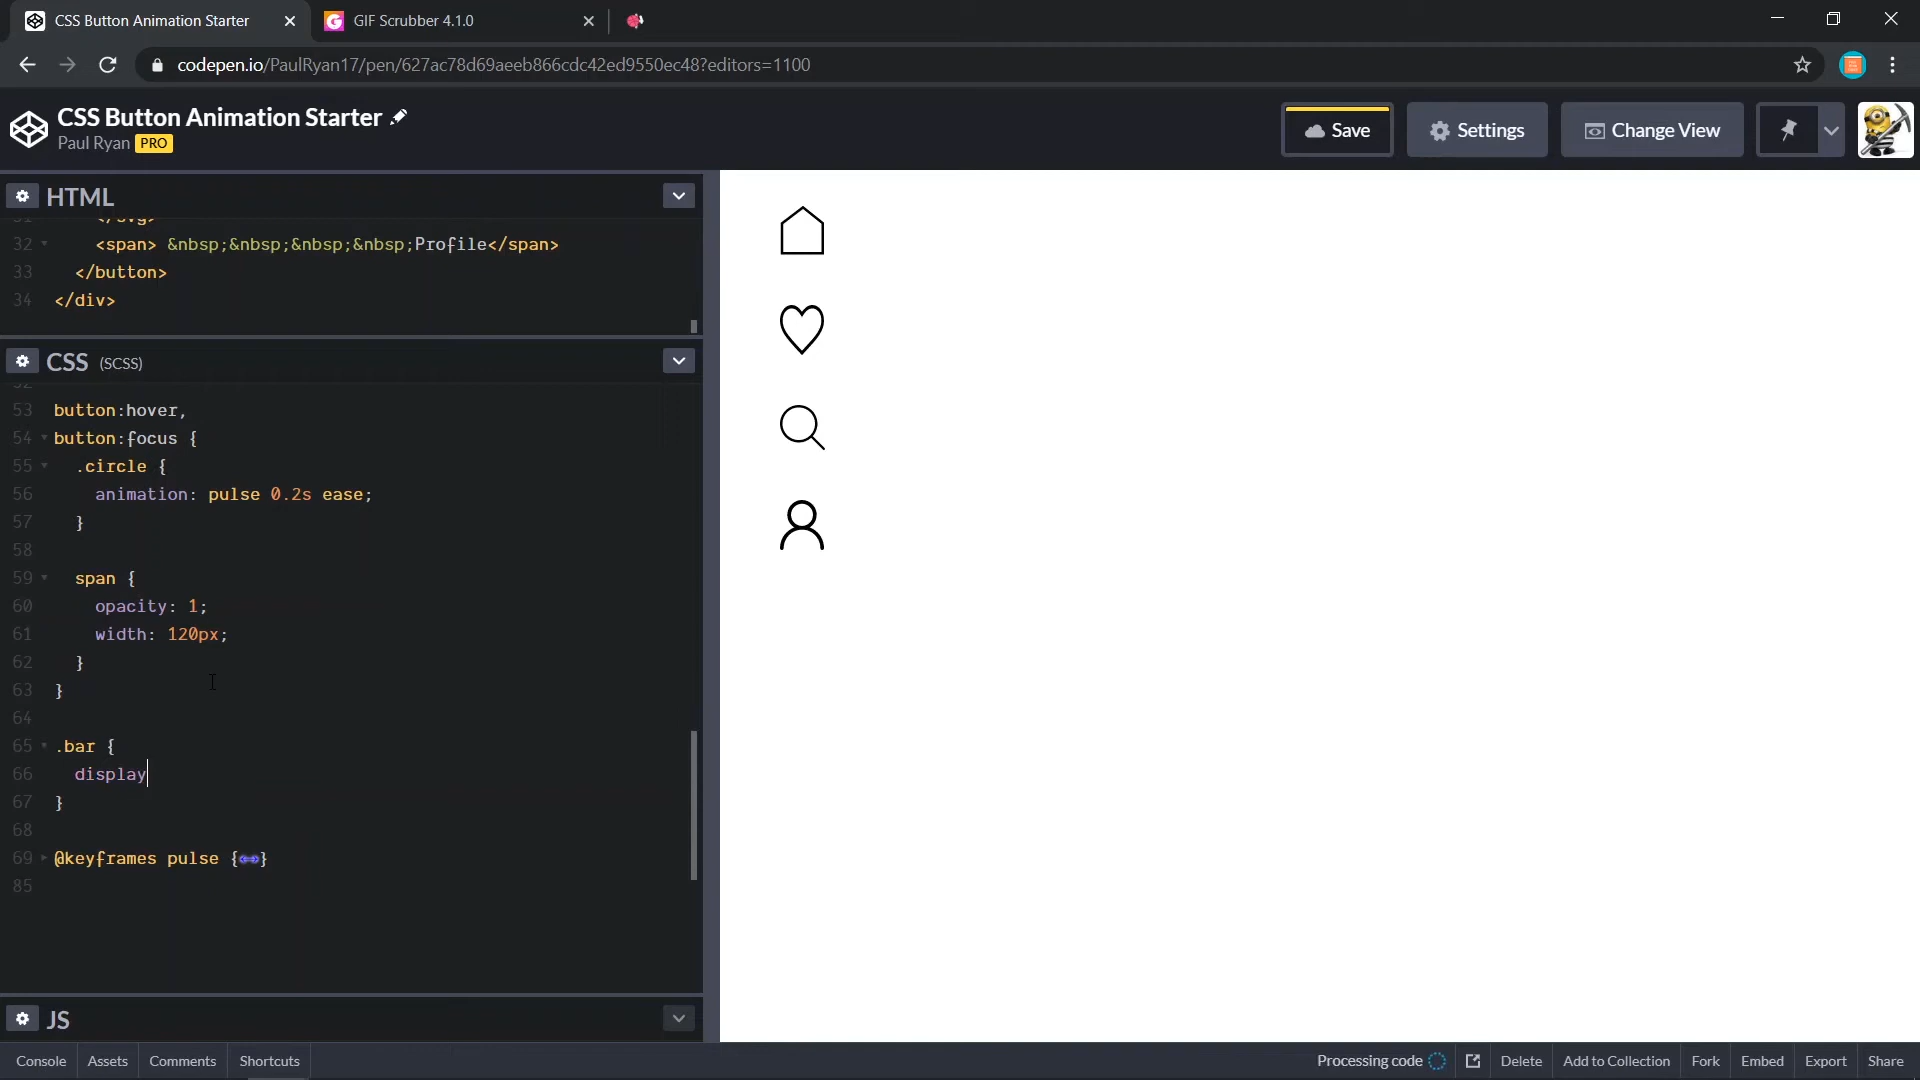 CSS Button Animation Starter
GIF Scrubber 4.1.0
codepen.io/PaulRyan17/pen/627ac78d69aeeb866cdc42ed9550ec48?editors=1100
CSS Button Animation Starter
Paul Ryan PRO
Save
Settings
Change View
HTML
32 <span> &nbsp;&nbsp;&nbsp;&nbsp;Profile</span>
33 </button>
34 </div>
CSS (SCSS)
53 button:hover,
54 button:focus {
55 .circle {
56 animation: pulse 0.2s ease;
57 }
58
59 span {
60 opacity: 1;
61 width: 120px;
62 }
63 }
64
65 .bar {
66 display
67 }
68
69 @keyframes pulse {↔}
85
JS
Console Assets Comments Shortcuts
Processing code Delete Add to Collection Fork Embed Export Share